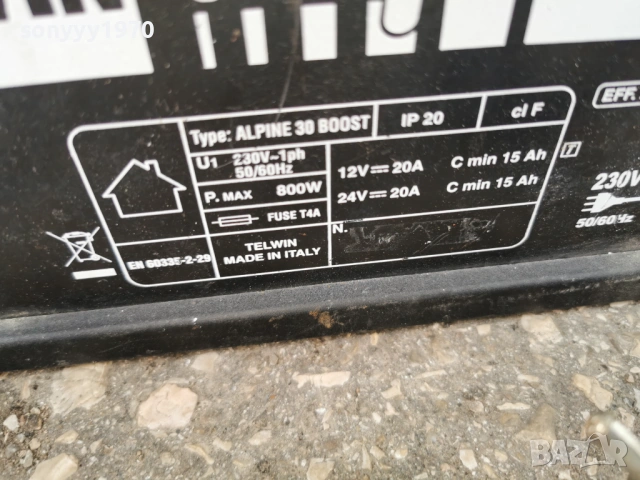 sonyyy1970
AN
Type: ALPINE 30 BOOST
IP 20
cl F
EFF.
U1 230V~1ph
50/60Hz
12V⎓20A C min 15 Ah
P. MAX 800W
24V⎓20A C min 15 Ah
230V
50/60Hz
FUSE T4A
N.
EN 60335-2-29
TELWIN
MADE IN ITALY
BAZAR